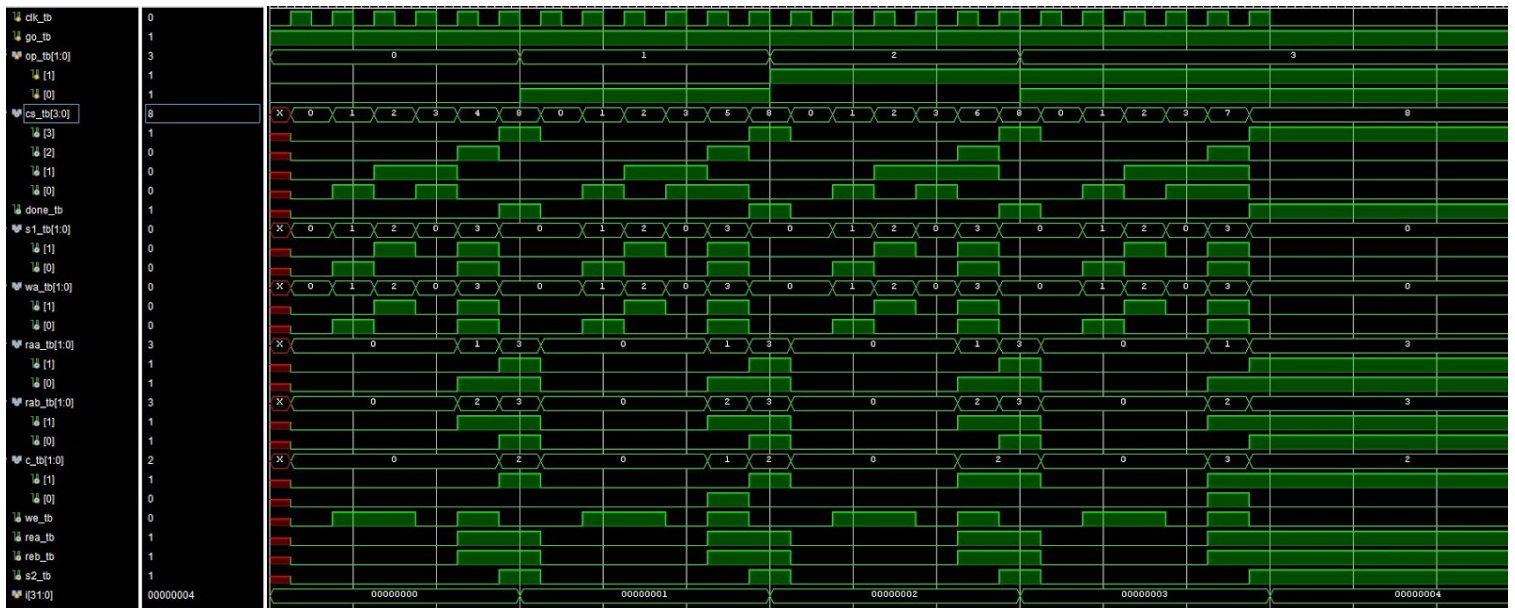 clk_tb 0
go_tb 1
op_tb[1:0] 3 0 1 2 3
[1] 1
[0] 1
cs_tb[3:0] 8 X 0 1 2 3 4 8 0 1 2 3 5 8 0 1 2 3 6 8 0 1 2 3 7 8
[3] 1
[2] 0
[1] 0
[0] 0
done_tb 1
s1_tb[1:0] 0 X 0 1 2 0 3 0 1 2 0 3 0 1 2 0 3 0 1 2 0 3 0
[1] 0
[0] 0
wa_tb[1:0] 0 X 0 1 2 0 3 0 1 2 0 3 0 1 2 0 3 0 1 2 0 3 0
[1] 0
[0] 0
raa_tb[1:0] 3 X 0 1 3 0 1 3 0 1 3 0 1 3
[1] 1
[0] 1
rab_tb[1:0] 3 X 0 2 3 0 2 3 0 2 3 0 2 3
[1] 1
[0] 1
c_tb[1:0] 2 X 0 2 0 1 2 0 2 0 3 2
[1] 1
[0] 0
we_tb 0
rea_tb 1
reb_tb 1
s2_tb 1
i[31:0] 00000004 00000000 00000001 00000002 00000003 00000004